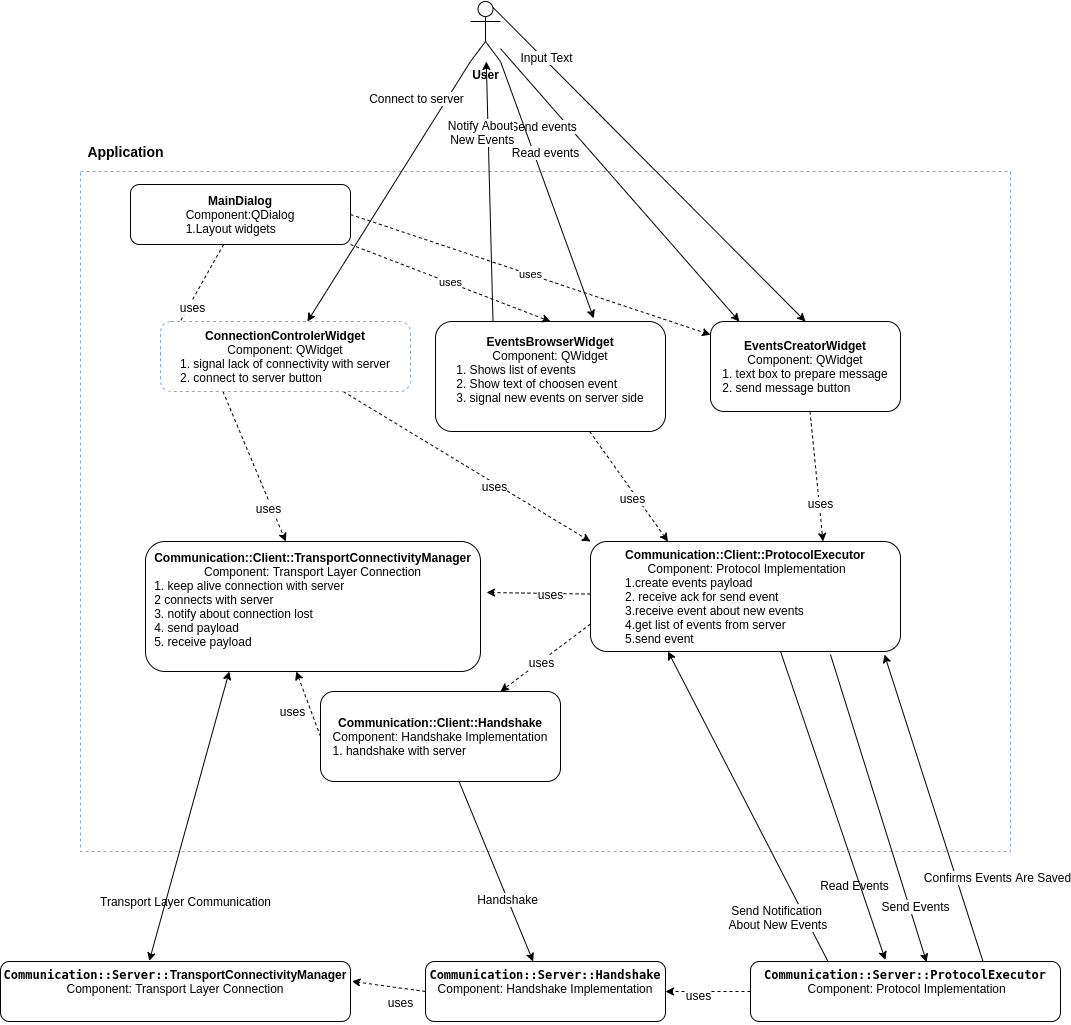 Input Text
User
Connect to server
Notify About
New Events
Send events
Read events
Application
MainDialog
Component:QDialog
1.Layout widgets
uses
uses
uses
ConnectionControlerWidget
Component: QWidget
1. signal lack of connectivity with server
2. connect to server button
EventsBrowserWidget
Component: QWidget
1. Shows list of events
2. Show text of choosen event
3. signal new events on server side
EventsCreatorWidget
Component: QWidget
1. text box to prepare message
2. send message button
uses
uses
uses
uses
Communication::Client::TransportConnectivityManager
Component: Transport Layer Connection
1. keep alive connection with server
2 connects with server
3. notify about connection lost
4. send payload
5. receive payload
uses
Communication::Client::ProtocolExecutor
Component: Protocol Implementation
1.create events payload
2. receive ack for send event
3.receive event about new events
4.get list of events from server
5.send event
uses
uses
Communication::Client::Handshake
Component: Handshake Implementation
1. handshake with server
Transport Layer Communication
Handshake
Send Notification
About New Events
Read Events
Send Events
Confirms Events Are Saved
Communication::Server::TransportConnectivityManager
Component: Transport Layer Connection
uses
Communication::Server::Handshake
Component: Handshake Implementation
uses
Communication::Server::ProtocolExecutor
Component: Protocol Implementation